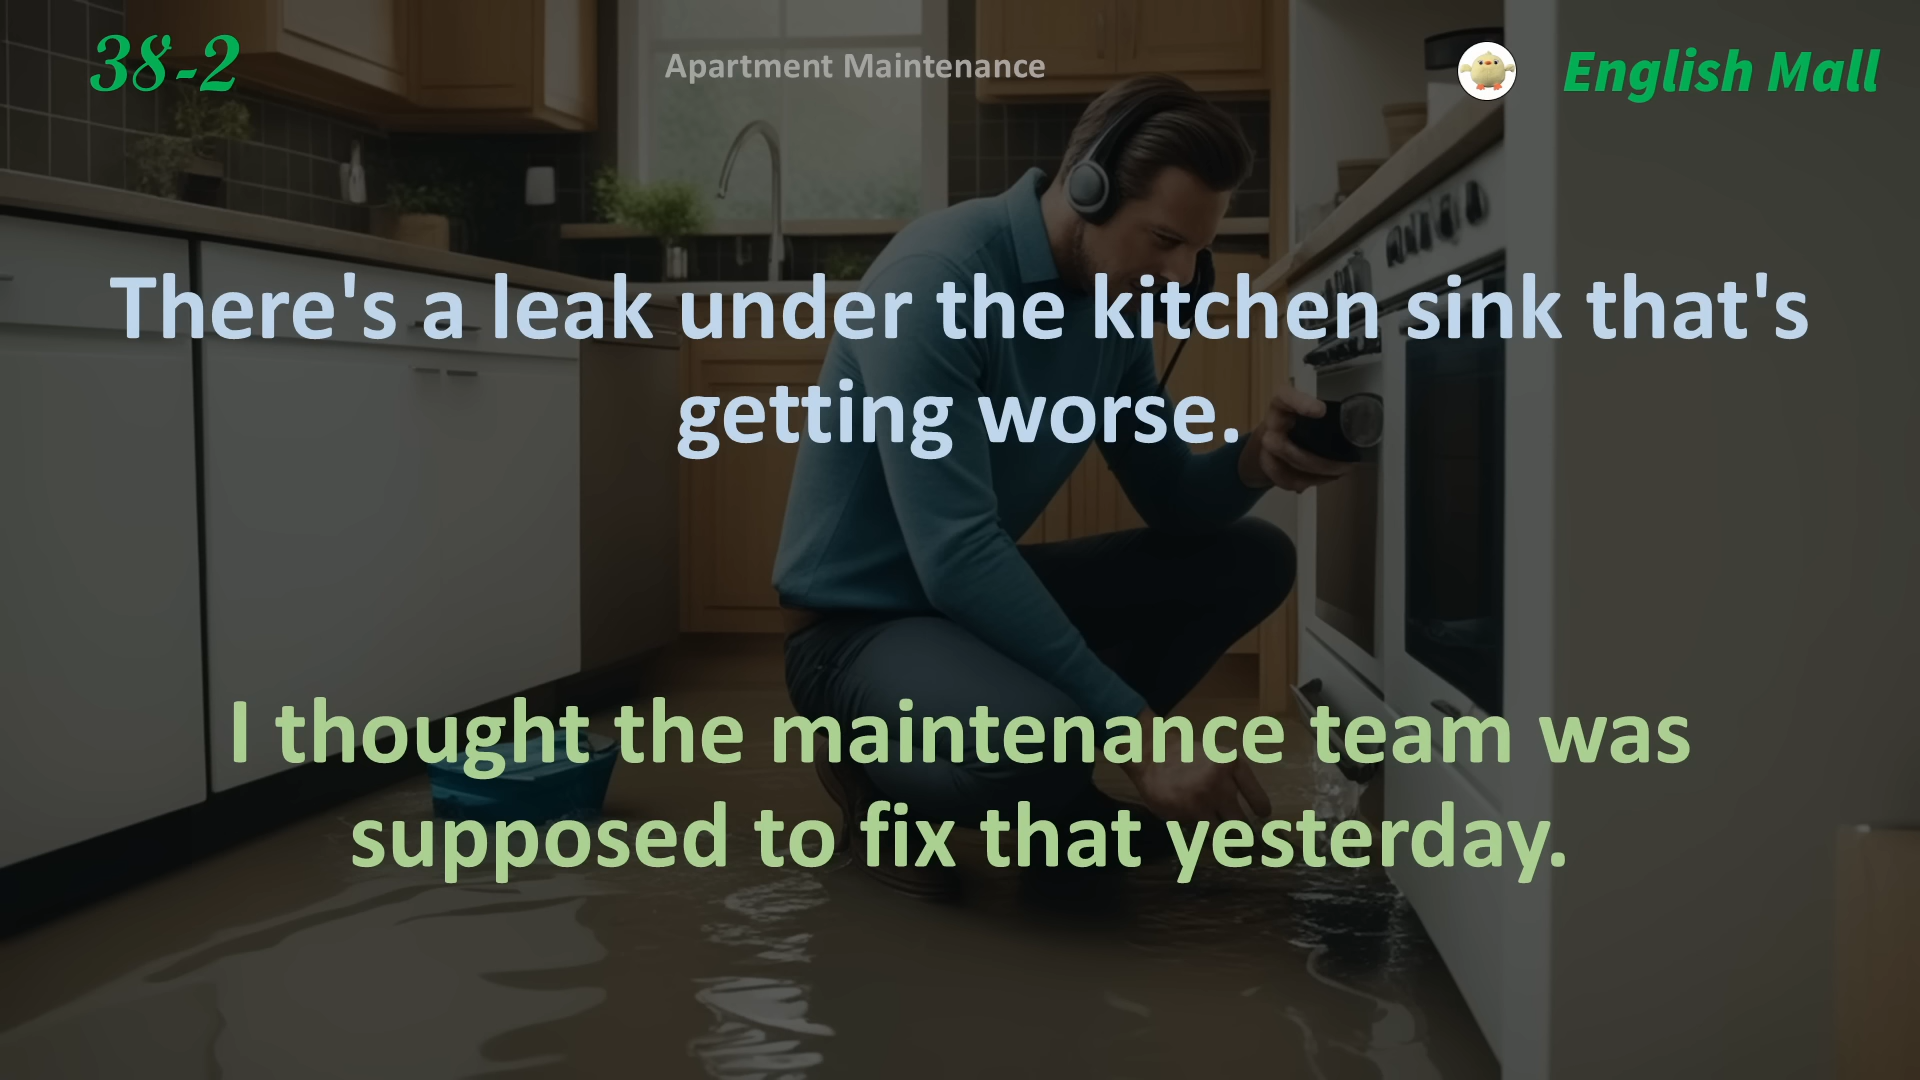 38-2
Apartment Maintenance
English Mall
There's a leak under the kitchen sink that's
getting worse.
I thought the maintenance team was
supposed to fix that yesterday.